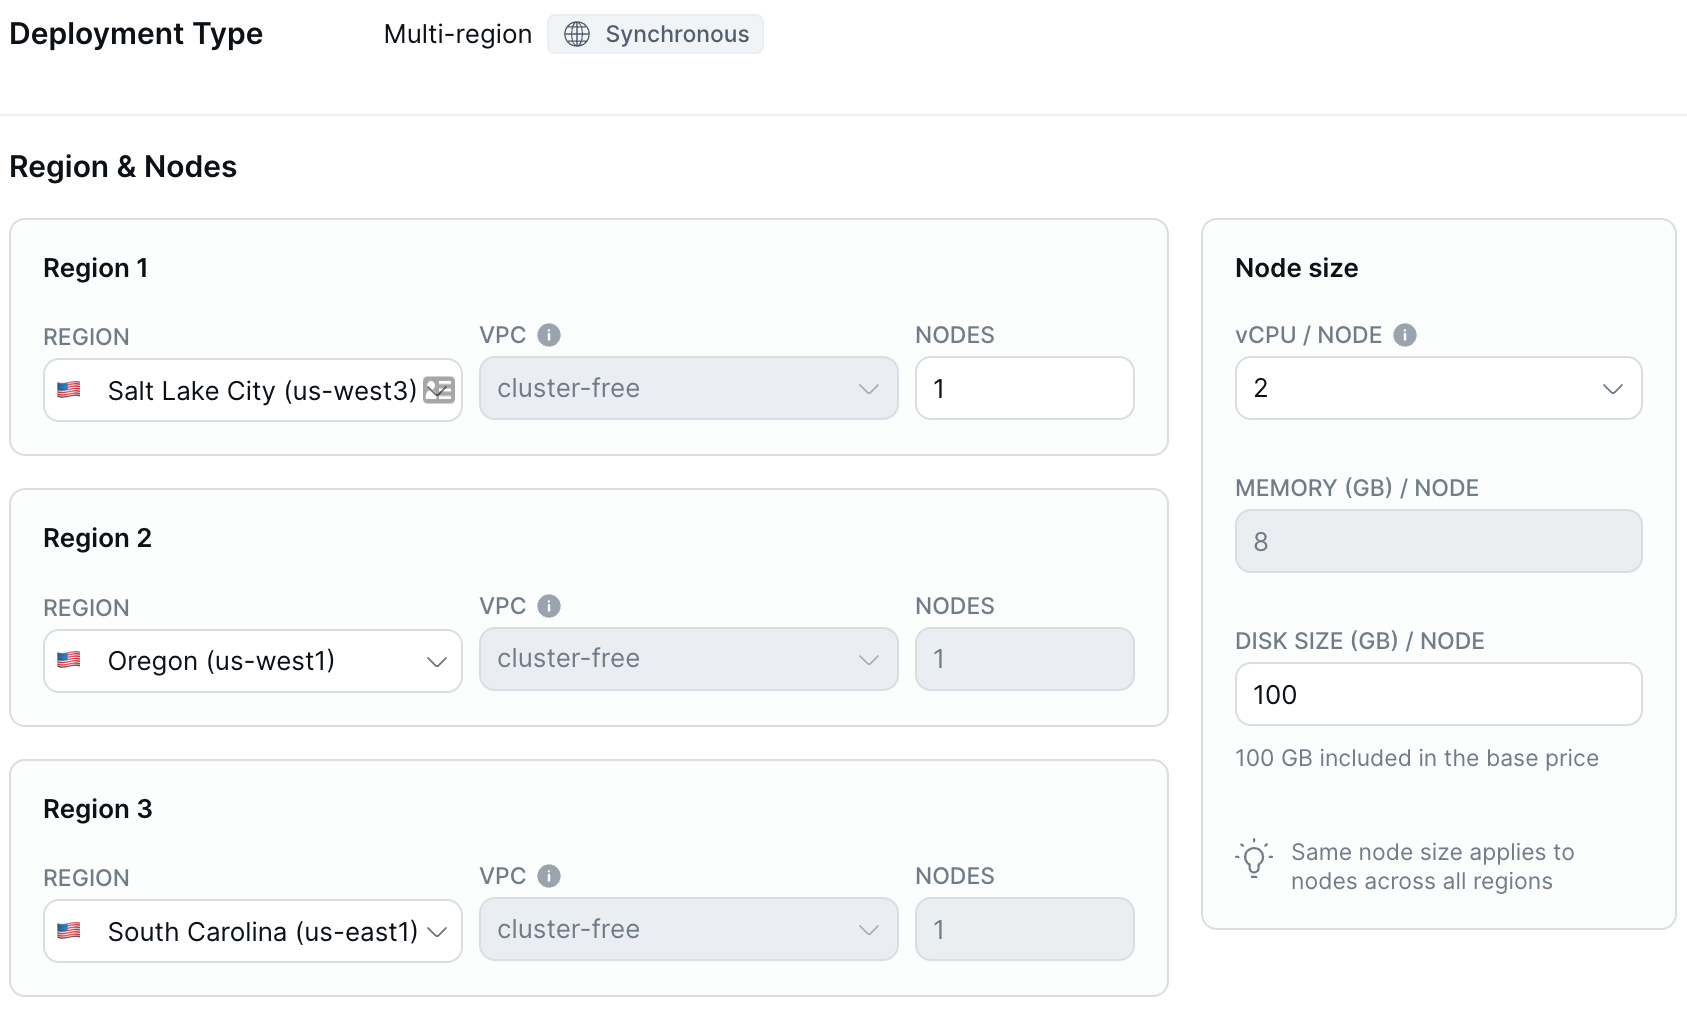 Deployment Type
Multi-region
Synchronous
Region & Nodes
Region 1
REGION
VPC
NODES
Salt Lake City (us-west3)
cluster-free
1
Region 2
REGION
VPC
NODES
Oregon (us-west1)
cluster-free
1
Region 3
REGION
VPC
NODES
South Carolina (us-east1)
cluster-free
1
Node size
vCPU / NODE
2
MEMORY (GB) / NODE
8
DISK SIZE (GB) / NODE
100
100 GB included in the base price
Same node size applies to
nodes across all regions